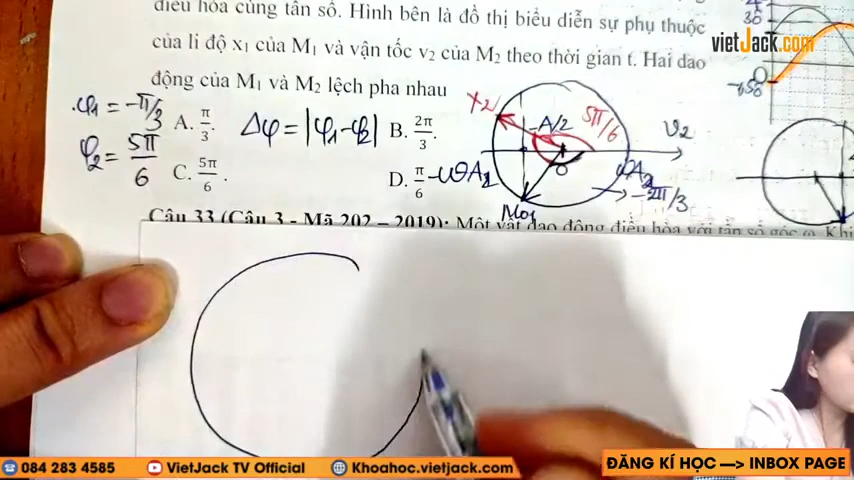 điều hòa cùng tần số. Hình bên là đồ thị biểu diễn sự phụ thuộc
của li độ x₁ của M₁ và vận tốc v₂ của M₂ theo thời gian t. Hai dao
động của M₁ và M₂ lệch pha nhau
φ₁ = -π/3
φ₂ = 5π/6
A. π/3.
Δφ = |φ₁-φ₂|
B. 2π/3.
C. 5π/6.
D. π/6
X₂
-A/2
5π/6
V₂
-ωA₂
O
ωA₂
-2π/3
M₀₁
Câu 33 (Câu 3 - Mã 202 – 2019): Một vật dao động điều hòa với tần số góc ω. Khi
30
O
vietJack.com
084 283 4585
VietJack TV Official
Khoahoc.vietjack.com
ĐĂNG KÍ HỌC —> INBOX PAGE